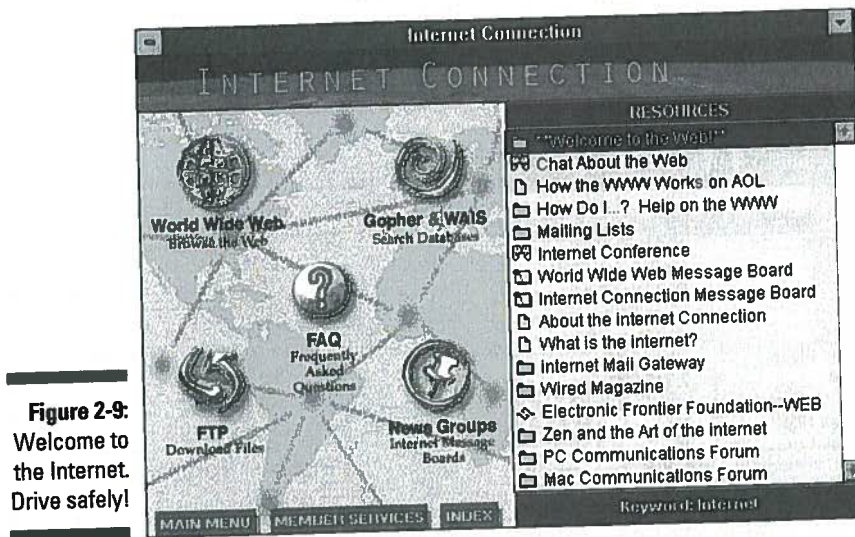 Internet Connection
INTERNET CONNECTION
World Wide Web
Browse the Web
Gopher & WAIS
Search Databases
FAQ
Frequently
Asked
Questions
FTP
Download Files
News Groups
Internet Message
Boards
MAIN MENU
MEMBER SERVICES
INDEX
RESOURCES
**Welcome to the Web!**
Chat About the Web
How the WWW Works on AOL
How Do I...? Help on the WWW
Mailing Lists
Internet Conference
World Wide Web Message Board
Internet Connection Message Board
About the Internet Connection
What is the Internet?
Internet Mail Gateway
Wired Magazine
Electronic Frontier Foundation--WEB
Zen and the Art of the Internet
PC Communications Forum
Mac Communications Forum
Keyword: Internet
Figure 2-9:
Welcome to
the Internet.
Drive safely!